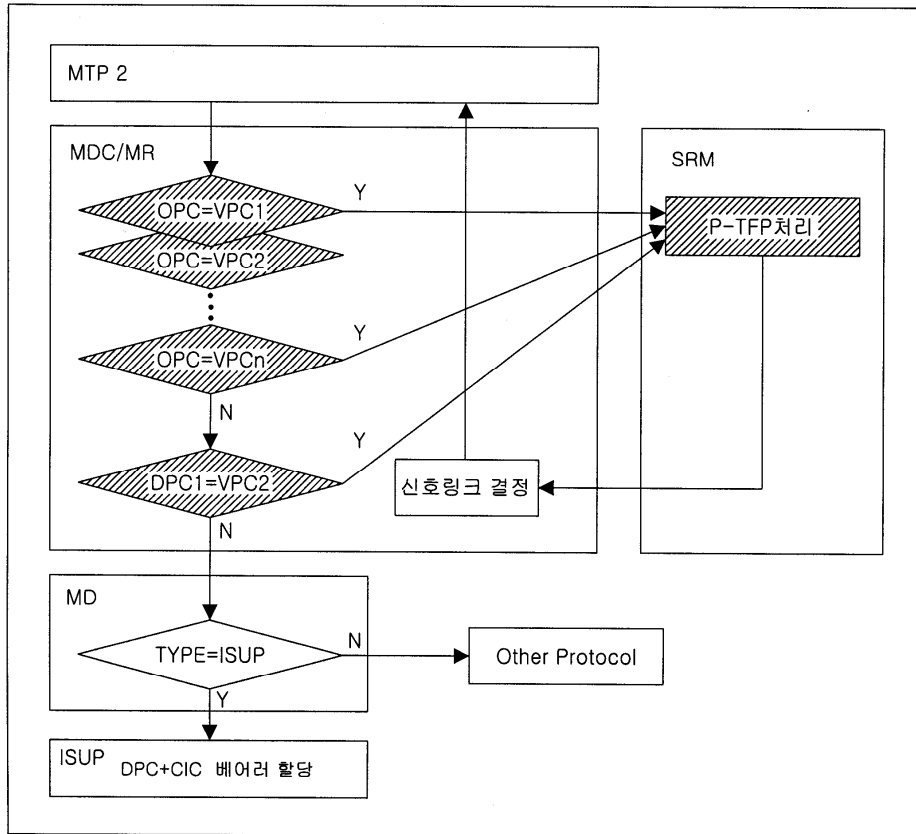 MTP 2
MDC/MR
SRM
OPC=VPC1
Y
P-TFP처리
OPC=VPC2
OPC=VPCn
Y
N
DPC1=VPC2
Y
신호링크 결정
N
MD
TYPE=ISUP
N
Other Protocol
Y
ISUP
DPC+CIC 베어러 할당